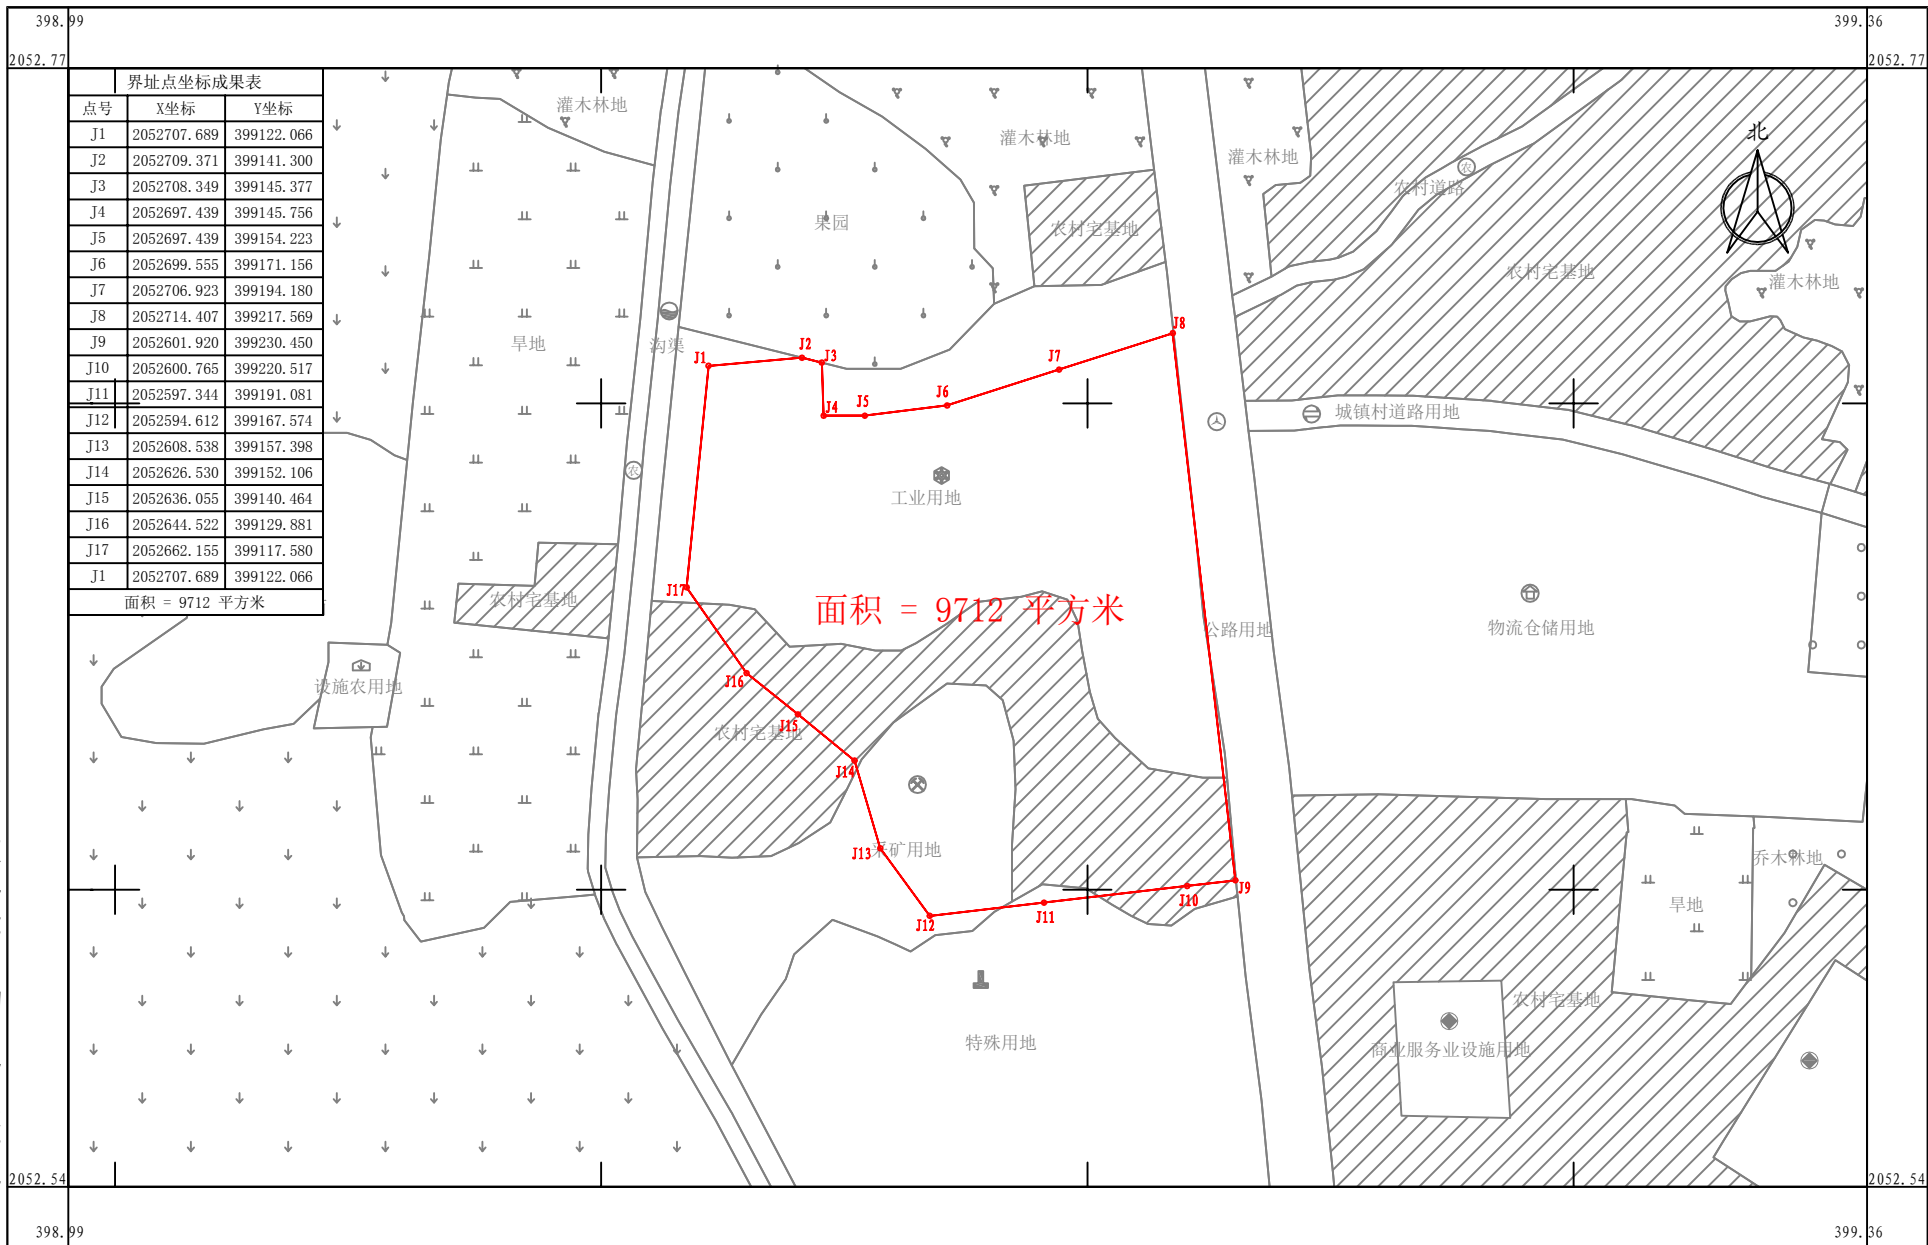 398.99
399.36
2052.77
2052.77
界址点坐标成果表
点号 X坐标 Y坐标
J1 2052707.689 399122.066
J2 2052709.371 399141.300
J3 2052708.349 399145.377
J4 2052697.439 399145.756
J5 2052697.439 399154.223
J6 2052699.555 399171.156
J7 2052706.923 399194.180
J8 2052714.407 399217.569
J9 2052601.920 399230.450
J10 2052600.765 399220.517
J11 2052597.344 399191.081
J12 2052594.612 399167.574
J13 2052608.538 399157.398
J14 2052626.530 399152.106
J15 2052636.055 399140.464
J16 2052644.522 399129.881
J17 2052662.155 399117.580
J1 2052707.689 399122.066
面积 = 9712 平方米
灌木林地
灌木林地
灌木林地
北
农
农村道路
果园
农村宅基地
农村宅基地
灌木林地
旱地
沟渠
J1
J2
J3
J4
J5
J6
J7
J8
城镇村道路用地
农
工业用地
J17
农村宅基地
面积 = 9712 平方米
公路用地
物流仓储用地
设施农用地
J16
J15
农村宅基地
J14
J13
采矿用地
乔木林地
J12
J11
J10
J9
旱地
农村宅基地
特殊用地
商业服务业设施用地
2052.54
2052.54
398.99
399.36